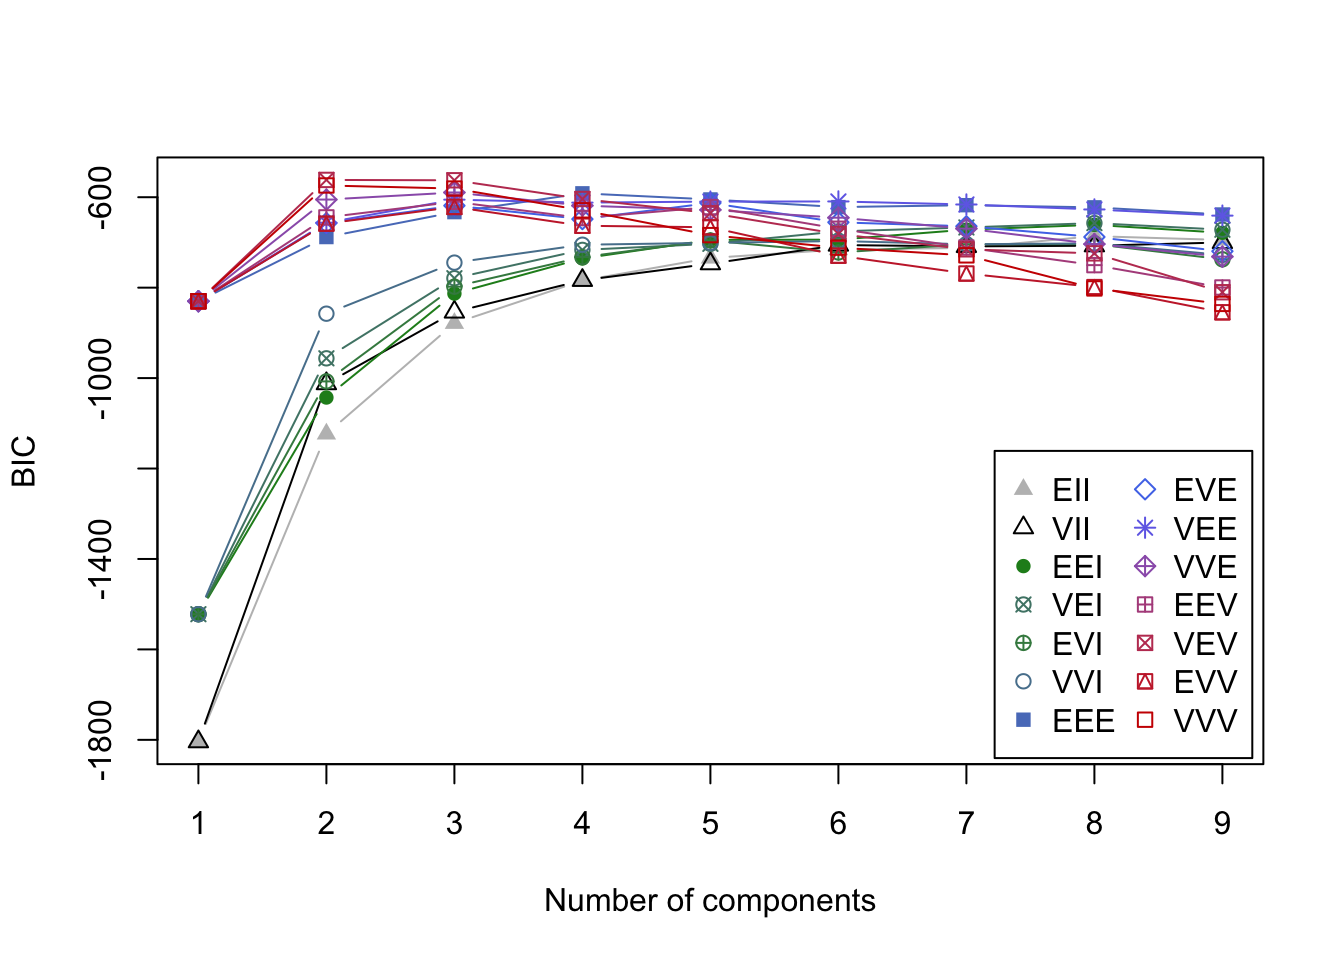 BIC
-600
-1000
-1400
-1800
1 2 3 4 5 6 7 8 9
Number of components
EII EVE
VII VEE
EEI VVE
VEI EEV
EVI VEV
VVI EVV
EEE VVV